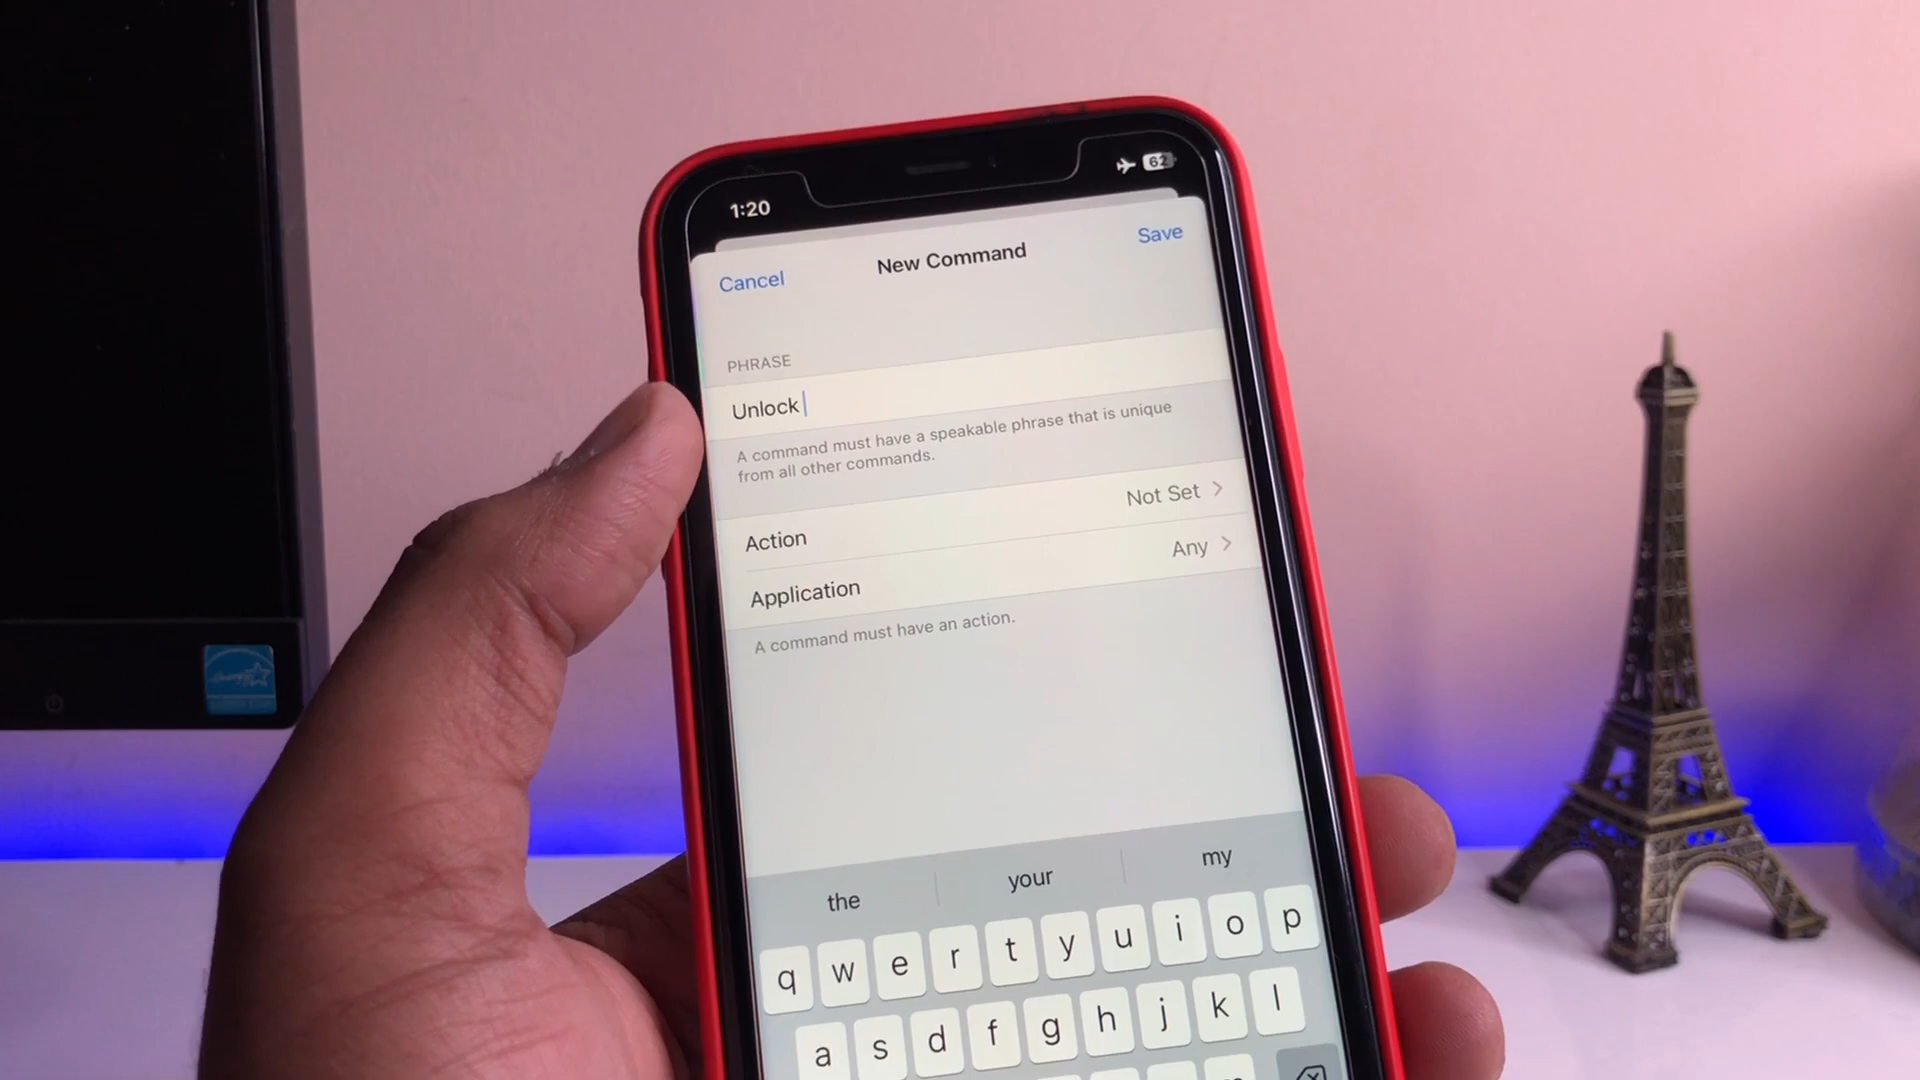 1:20
62
Cancel
New Command
Save
PHRASE
Unlock
A command must have a speakable phrase that is unique
from all other commands.
Action
Not Set
Application
Any
A command must have an action.
the your my
q w e r t y u i o p
a s d f g h j k l